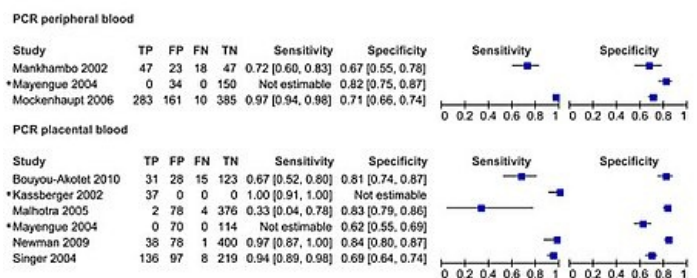 PCR peripheral blood
Study TP FP FN TN Sensitivity Specificity Sensitivity Specificity
Mankhambo 2002 47 23 18 47 0.72 [0.60, 0.83] 0.67 [0.55, 0.78]
*Mayengue 2004 0 34 0 150 Not estimable 0.82 [0.75, 0.87]
Mockenhaupt 2006 283 161 10 385 0.97 [0.94, 0.98] 0.71 [0.66, 0.74]
0 0.2 0.4 0.6 0.8 1 0 0.2 0.4 0.6 0.8 1
PCR placental blood
Study TP FP FN TN Sensitivity Specificity Sensitivity Specificity
Bouyou-Akotet 2010 31 28 15 123 0.67 [0.52, 0.80] 0.81 [0.74, 0.87]
*Kassberger 2002 37 0 0 0 1.00 [0.91, 1.00] Not estimable
Malhotra 2005 2 78 4 376 0.33 [0.04, 0.78] 0.83 [0.79, 0.86]
*Mayengue 2004 0 70 0 114 Not estimable 0.62 [0.55, 0.69]
Newman 2009 38 78 1 400 0.97 [0.87, 1.00] 0.84 [0.80, 0.87]
Singer 2004 136 97 8 219 0.94 [0.89, 0.98] 0.69 [0.64, 0.74]
0 0.2 0.4 0.6 0.8 1 0 0.2 0.4 0.6 0.8 1